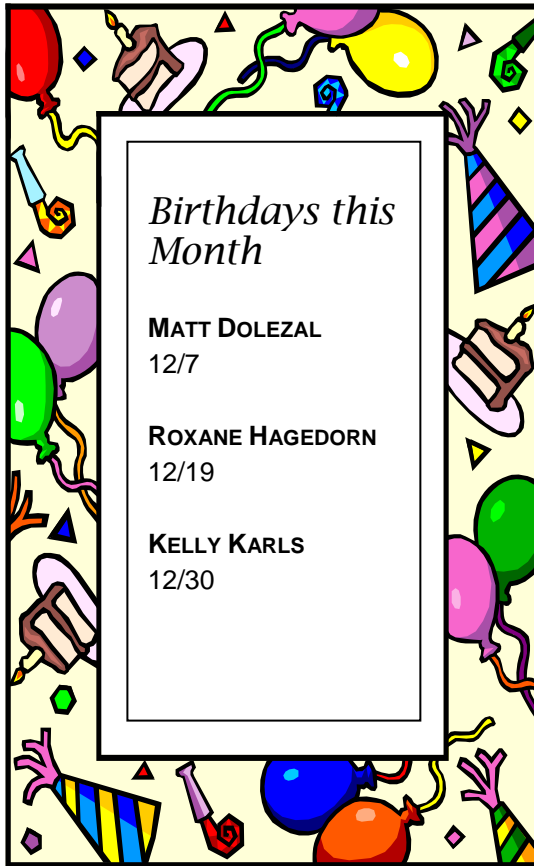 Birthdays this
Month
MATT DOLEZAL
12/7
ROXANE HAGEDORN
12/19
KELLY KARLS
12/30